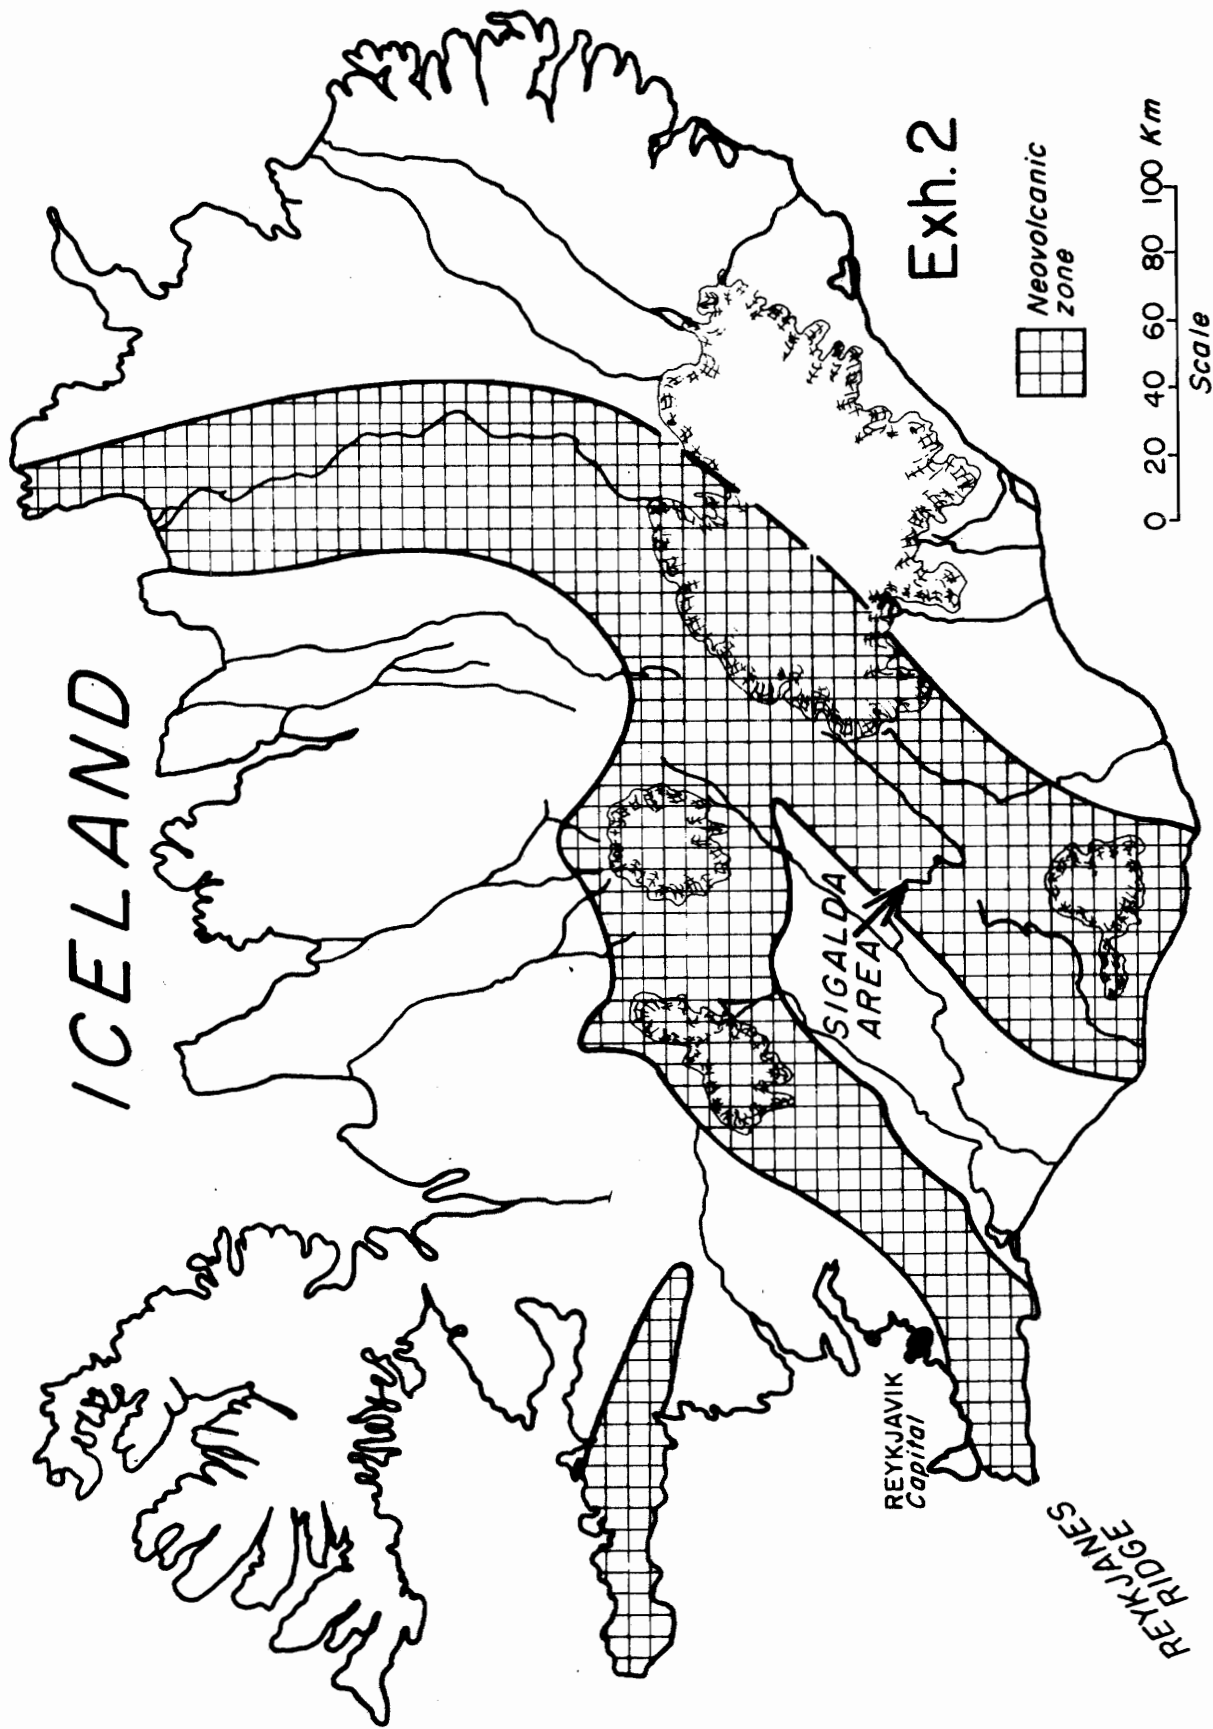 ICELAND
SIGALDA
AREA
REYKJAVIK
Capital
REYKJANES
RIDGE
Exh. 2
Neovolcanic
zone
0 20 40 60 80 100 Km
Scale